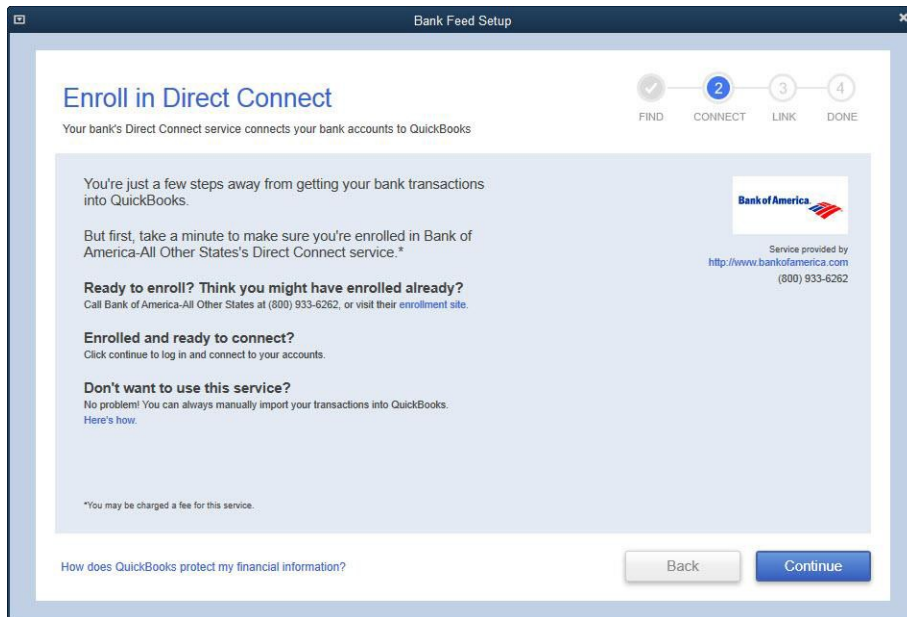 Bank Feed Setup
Enroll in Direct Connect
Your bank's Direct Connect service connects your bank accounts to QuickBooks
2
3
4
FIND
CONNECT
LINK
DONE
You're just a few steps away from getting your bank transactions
into QuickBooks.
But first, take a minute to make sure you're enrolled in Bank of
America-All Other States's Direct Connect service.*
Ready to enroll? Think you might have enrolled already?
Call Bank of America-All Other States at (800) 933-6262, or visit their enrollment site.
Enrolled and ready to connect?
Click continue to log in and connect to your accounts.
Don't want to use this service?
No problem! You can always manually import your transactions into QuickBooks.
Here's how.
*You may be charged a fee for this service.
Bank of America
Service provided by
http://www.bankofamerica.com
(800) 933-6262
How does QuickBooks protect my financial information?
Back
Continue